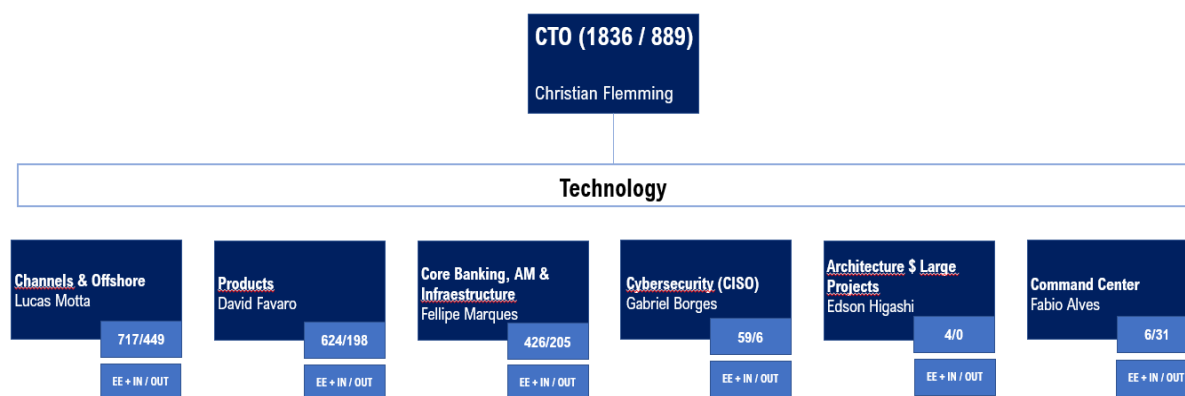 CTO (1836 / 889)
Christian Flemming
Technology
Channels & Offshore
Lucas Motta
717/449
EE + IN / OUT
Products
David Favaro
624/198
EE + IN / OUT
Core Banking, AM &
Infraestructure
Fellipe Marques
426/205
EE + IN / OUT
Cybersecurity (CISO)
Gabriel Borges
59/6
EE + IN / OUT
Architecture $ Large
Projects
Edson Higashi
4/0
EE + IN / OUT
Command Center
Fabio Alves
6/31
EE + IN / OUT